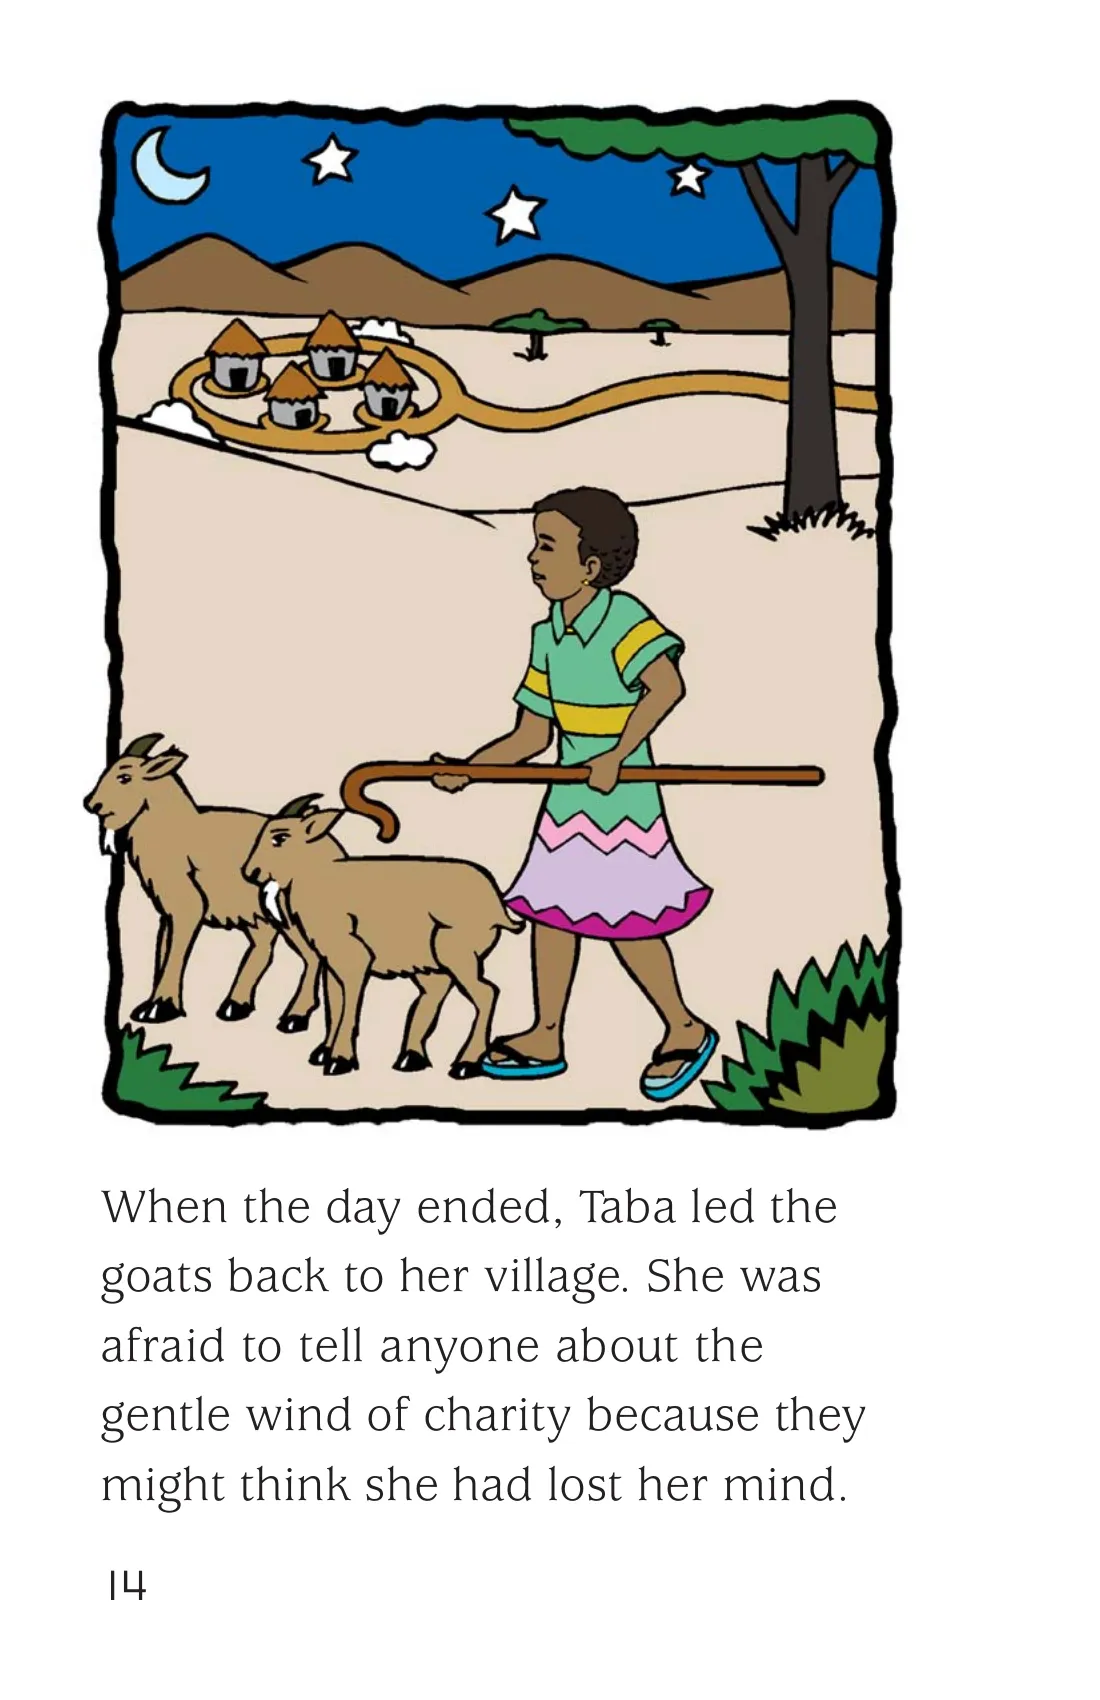 When the day ended, Taba led the
goats back to her village. She was
afraid to tell anyone about the
gentle wind of charity because they
might think she had lost her mind.
14